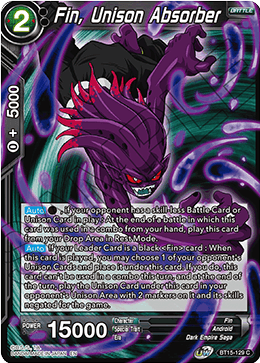 2
Fin, Unison Absorber
BATTLE
+ 5000
Auto , if your opponent has a skill-less Battle Card or
Unison Card in play : At the end of a battle in which this
card was used in a combo from your hand, play this card
from your Drop Area in Rest Mode.
Auto If your Leader Card is a black <Fin> card : When
this card is played, you may choose 1 of your opponent's
Unison Cards and place it under this card. If you do, this
card can't be used in a combo this turn, and at the end of
the turn, play the Unison Card under this card in your
opponent's Unison Area with 2 markers on it and its skills
negated for the game.
POWER 15000
Character Fin
Special Trait Android
Era Dark Empire Saga
BT15-129 C